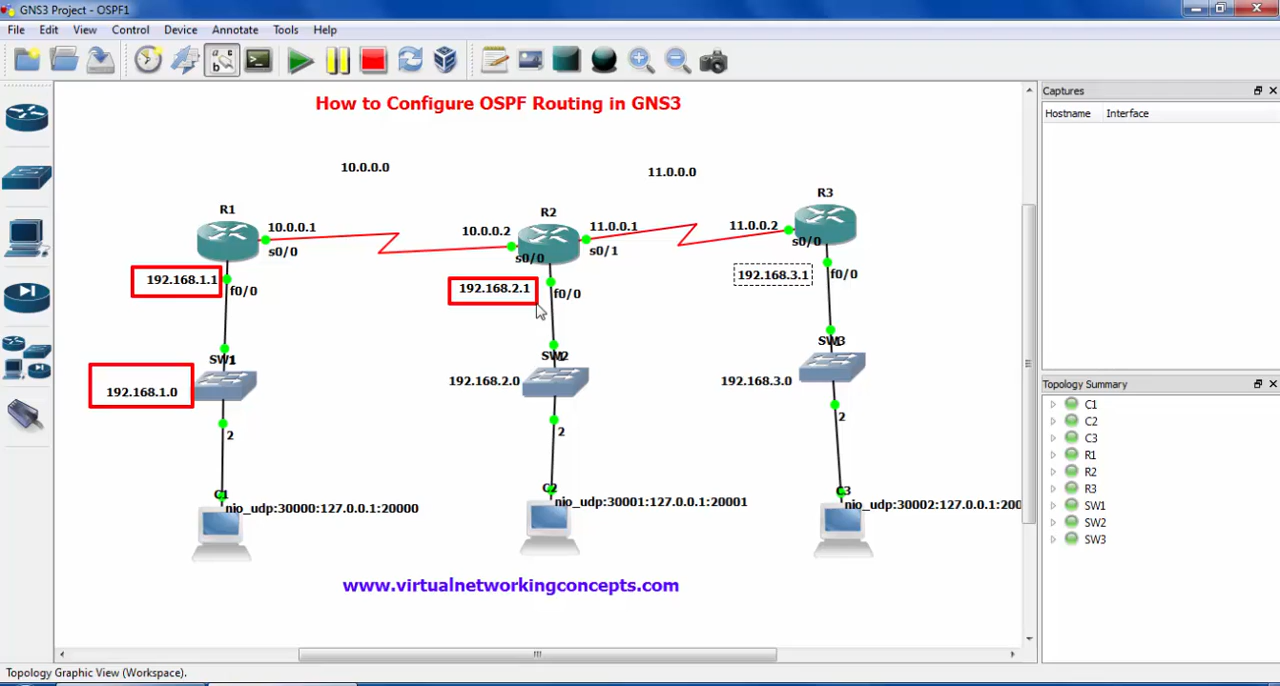 GNS3 Project - OSPF1
File Edit View Control Device Annotate Tools Help
How to Configure OSPF Routing in GNS3
10.0.0.0
11.0.0.0
R1
R2
R3
10.0.0.1
10.0.0.2
11.0.0.1
11.0.0.2
s0/0
s0/0
s0/1
s0/0
192.168.1.1
192.168.2.1
192.168.3.1
f0/0
f0/0
f0/0
SW1
SW2
SW3
192.168.1.0
192.168.2.0
192.168.3.0
2
2
2
C1
C2
C3
nio_udp:30000:127.0.0.1:20000
nio_udp:30001:127.0.0.1:20001
nio_udp:30002:127.0.0.1:200
www.virtualnetworkingconcepts.com
Captures
Hostname Interface
Topology Summary
C1
C2
C3
R1
R2
R3
SW1
SW2
SW3
Topology Graphic View (Workspace).